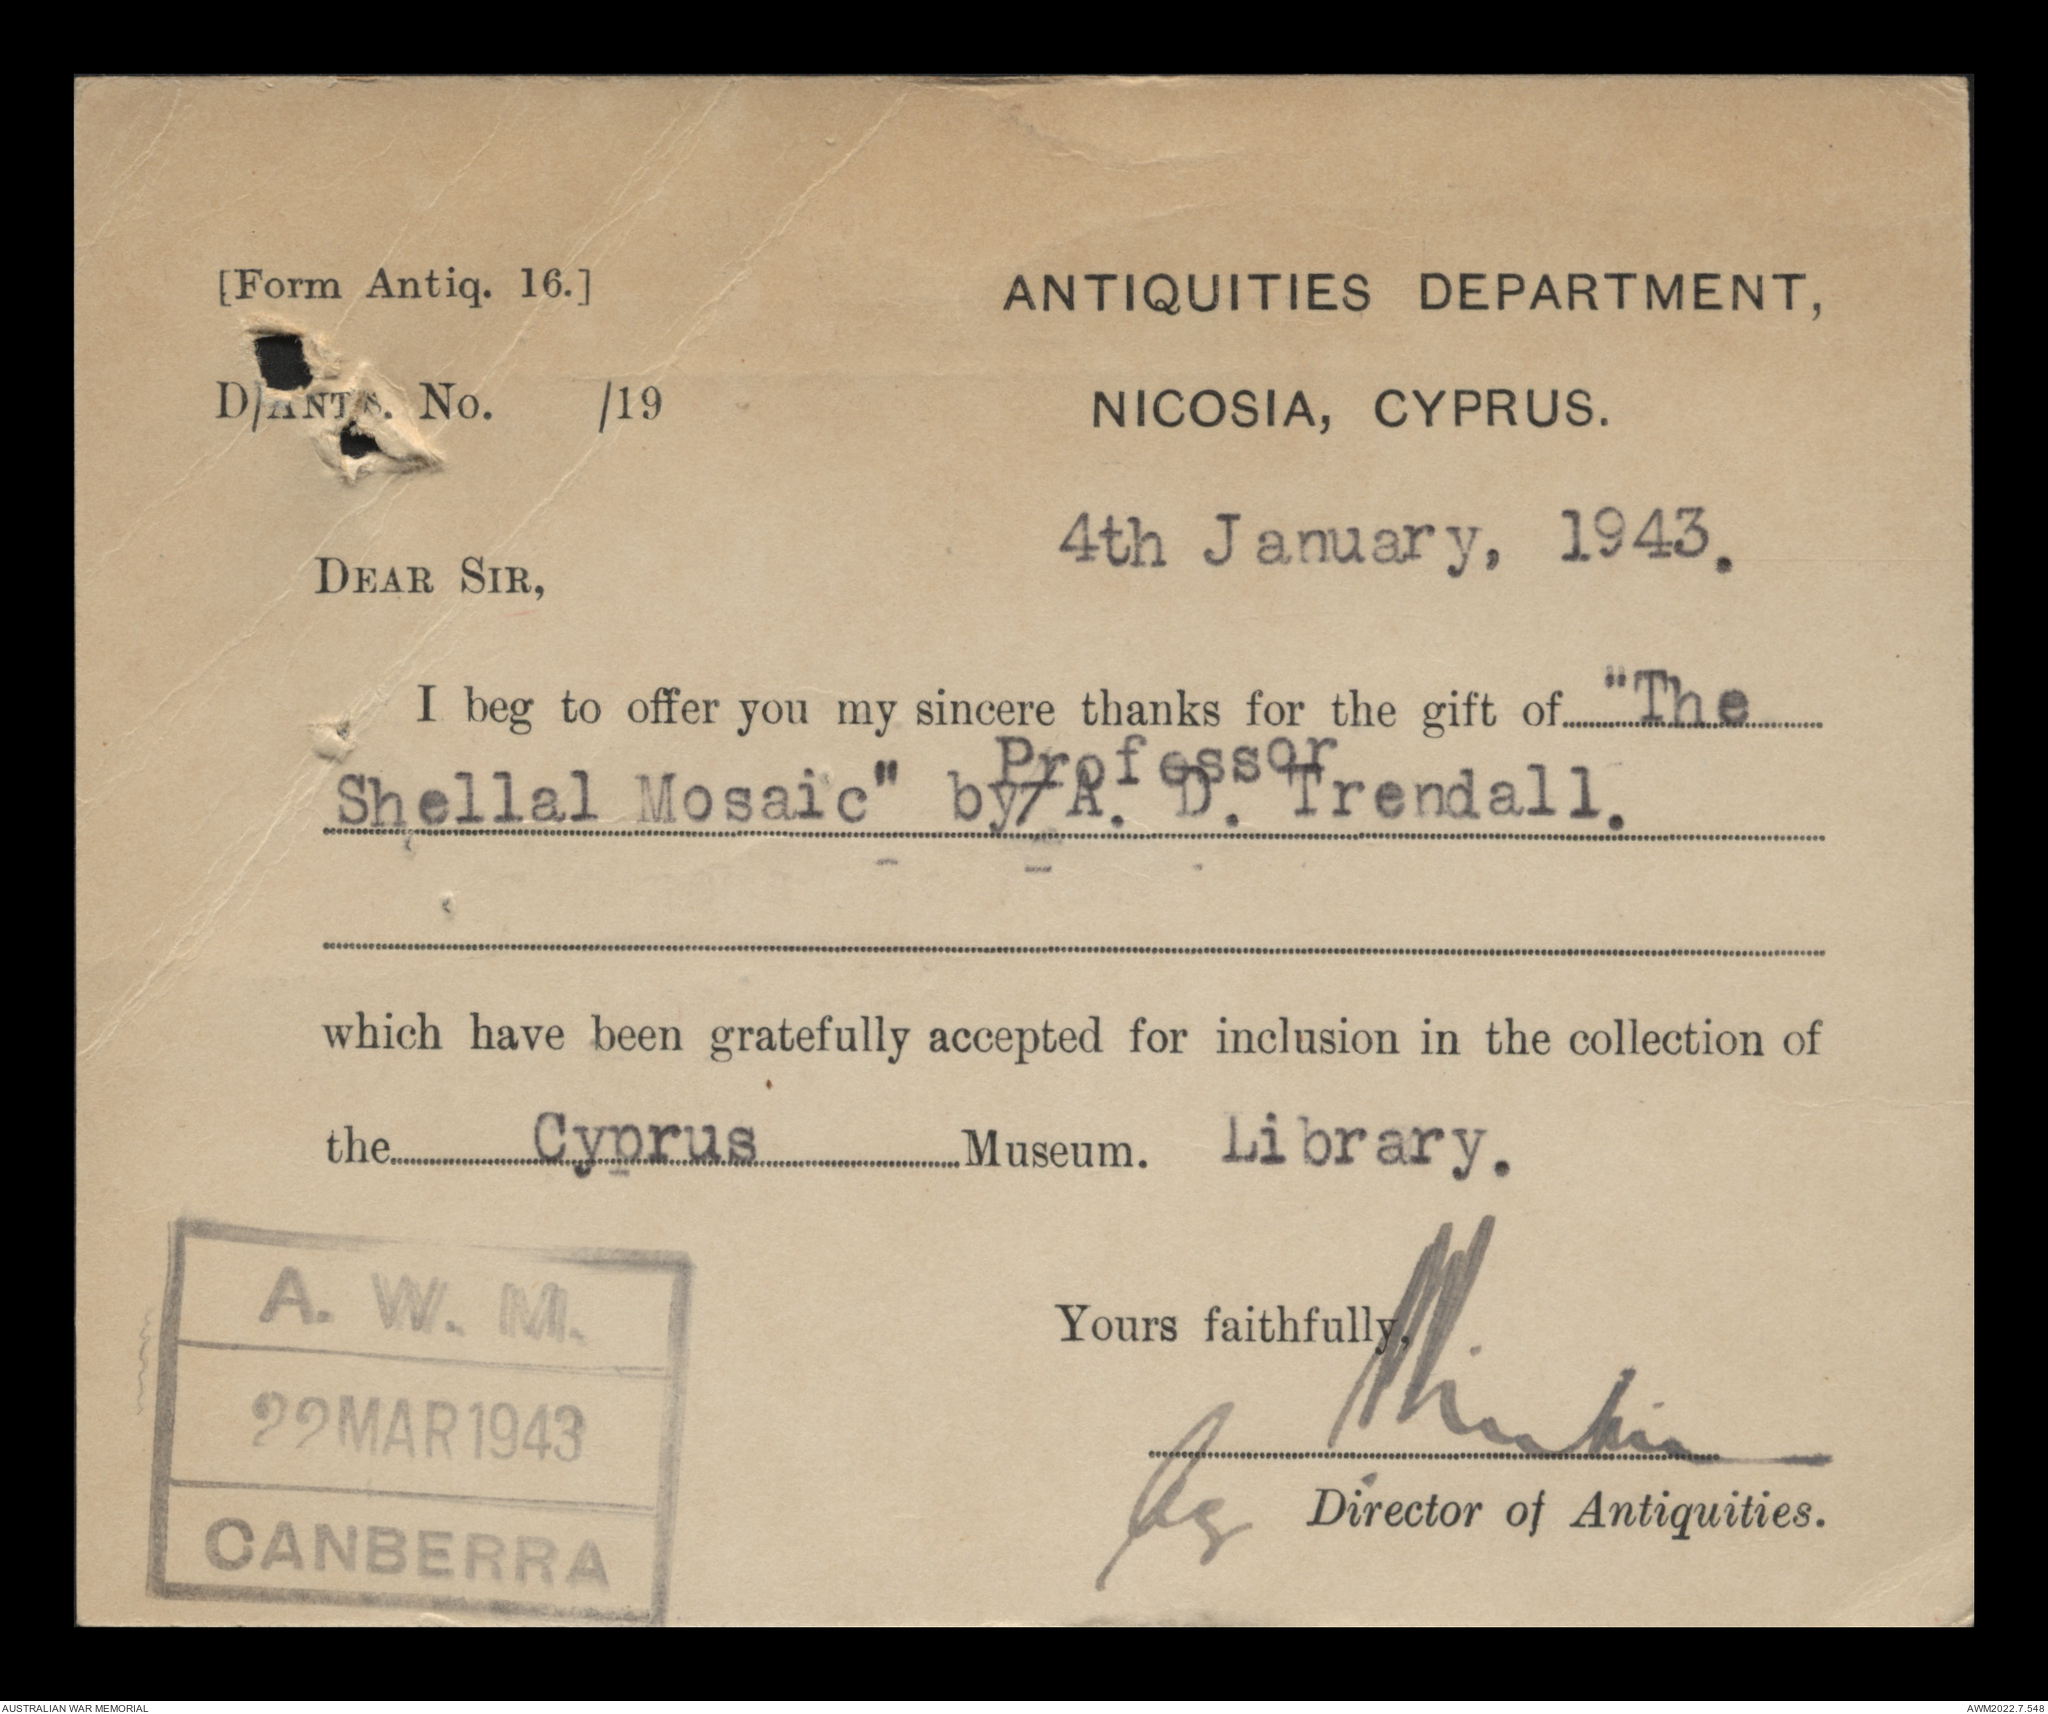 [Form Antiq. 16.]
ANTIQUITIES DEPARTMENT,
D/ANTS. No. /19
NICOSIA, CYPRUS.
4th January, 1943.
DEAR SIR,
I beg to offer you my sincere thanks for the gift of "The
Professor
Shellal Mosaic" by/ A. D. Trendall.
which have been gratefully accepted for inclusion in the collection of
the Cyprus Museum. Library.
Yours faithfully,
Ag Director of Antiquities.
A. W. M.
22 MAR 1943
CANBERRA
AUSTRALIAN WAR MEMORIAL
AWM2022.7.548